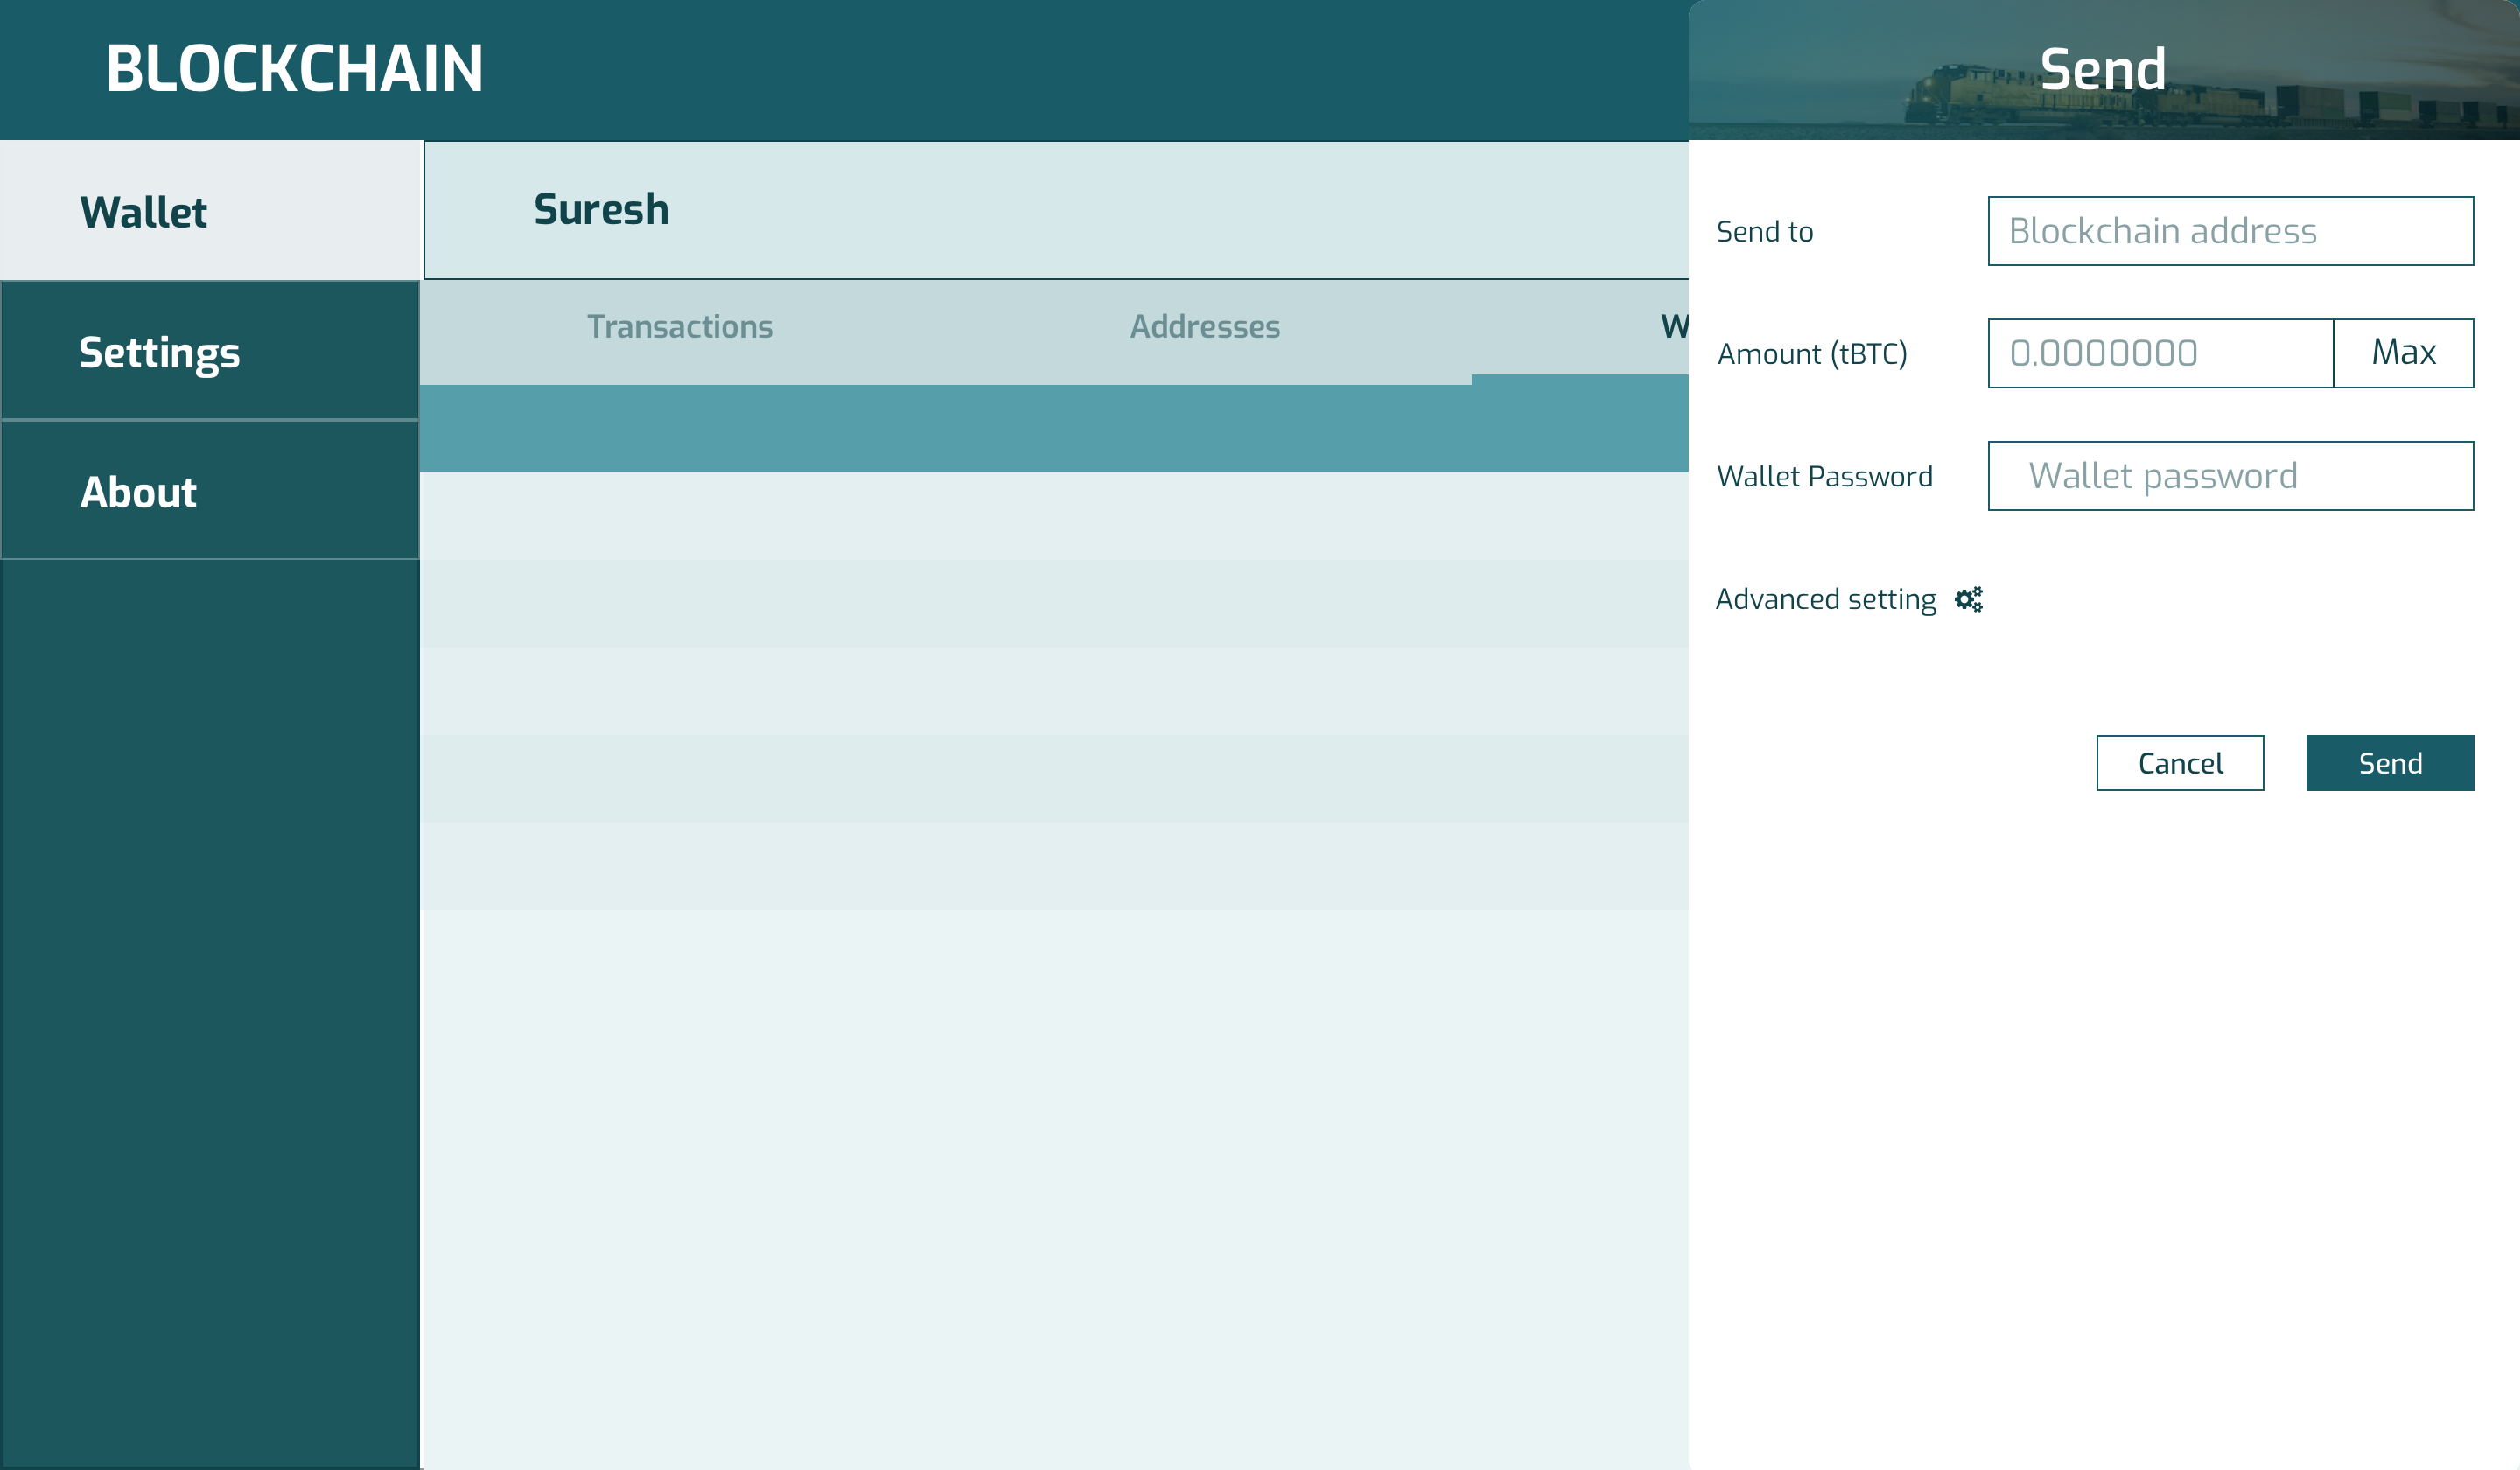 BLOCKCHAIN
Send
Wallet
Settings
About
Suresh
Transactions
Addresses
W
Send to
Blockchain address
Amount (tBTC)
0.0000000
Max
Wallet Password
Wallet password
Advanced setting
Cancel
Send